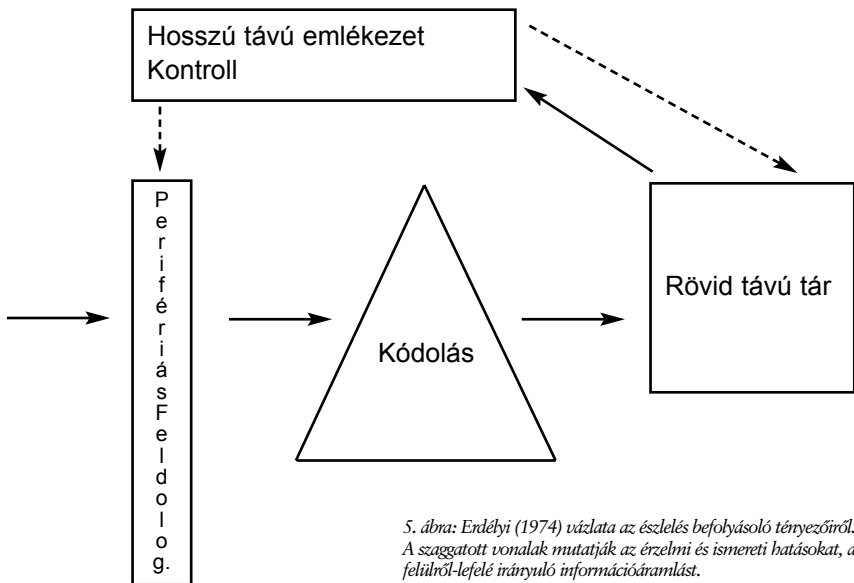 Hosszú távú emlékezet
Kontroll
PerifériásFeldolog.
Kódolás
Rövid távú tár
5. ábra: Erdélyi (1974) vázlata az észlelés befolyásoló tényezőiről.
A szaggatott vonalak mutatják az érzelmi és ismereti hatásokat, a
felülről-lefelé irányuló információáramlást.